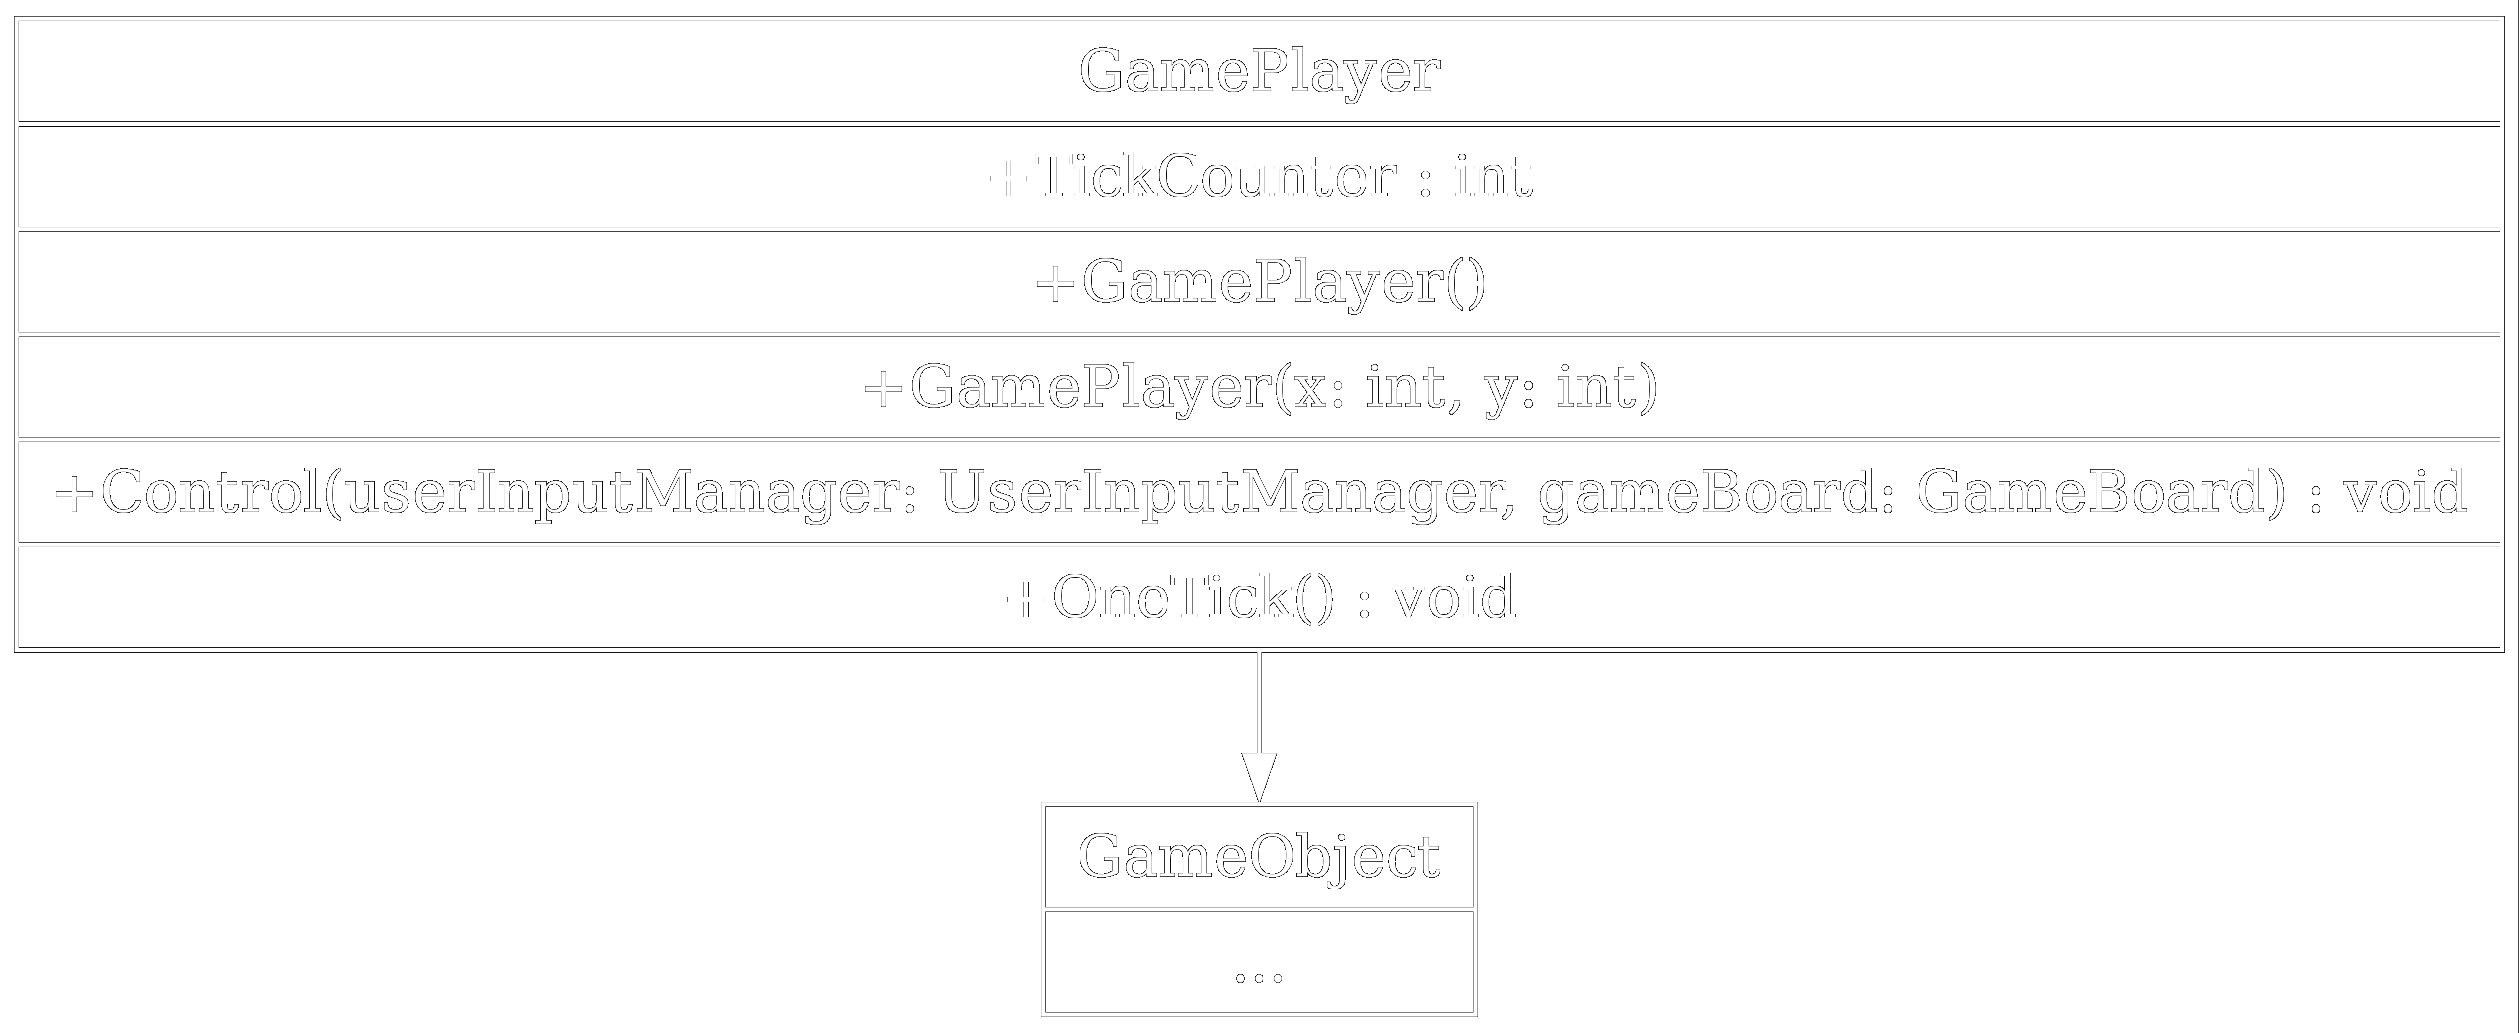 GamePlayer
+TickCounter : int
+GamePlayer()
+GamePlayer(x: int, y: int)
+Control(userInputManager: UserInputManager, gameBoard: GameBoard) : void
+OneTick() : void
GameObject
...